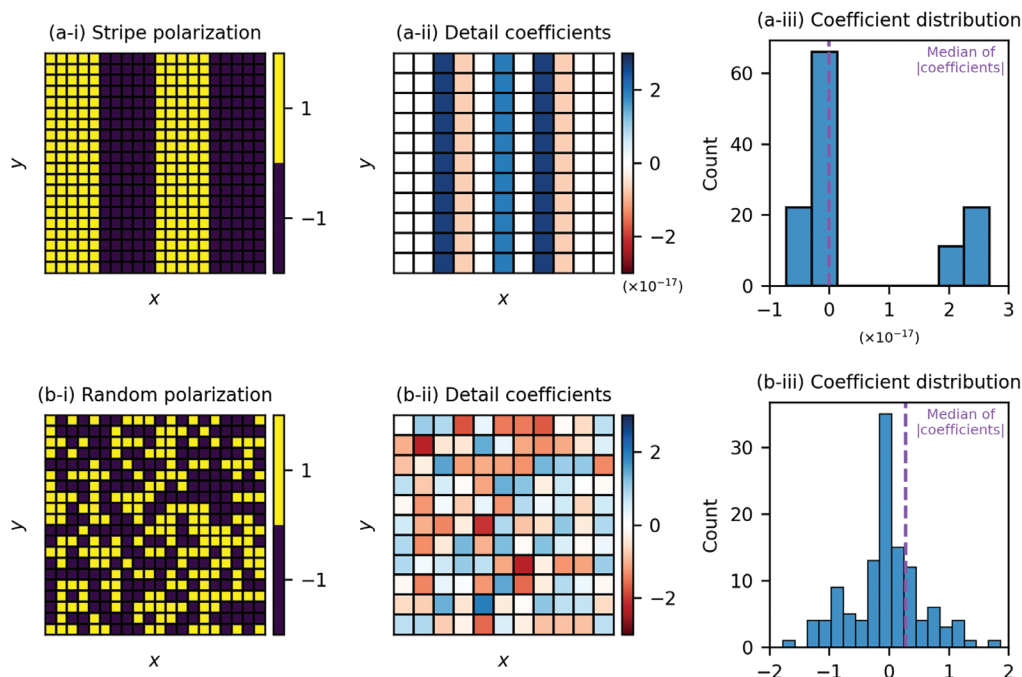 (a-i) Stripe polarization
y
x
1
−1
(a-ii) Detail coefficients
y
x
2
0
−2
(×10⁻¹⁷)
(a-iii) Coefficient distribution
Median of
|coefficients|
Count
60
40
20
0
−1 0 1 2 3
(×10⁻¹⁷)
(b-i) Random polarization
y
x
1
−1
(b-ii) Detail coefficients
y
x
2
0
−2
(b-iii) Coefficient distribution
Median of
|coefficients|
Count
30
20
10
0
−2 −1 0 1 2